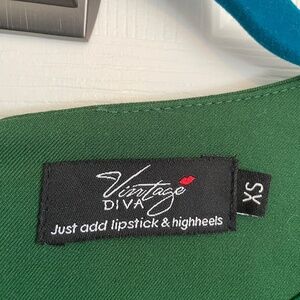 Vintage
DIVA
Just add lipstick & highheels
XS